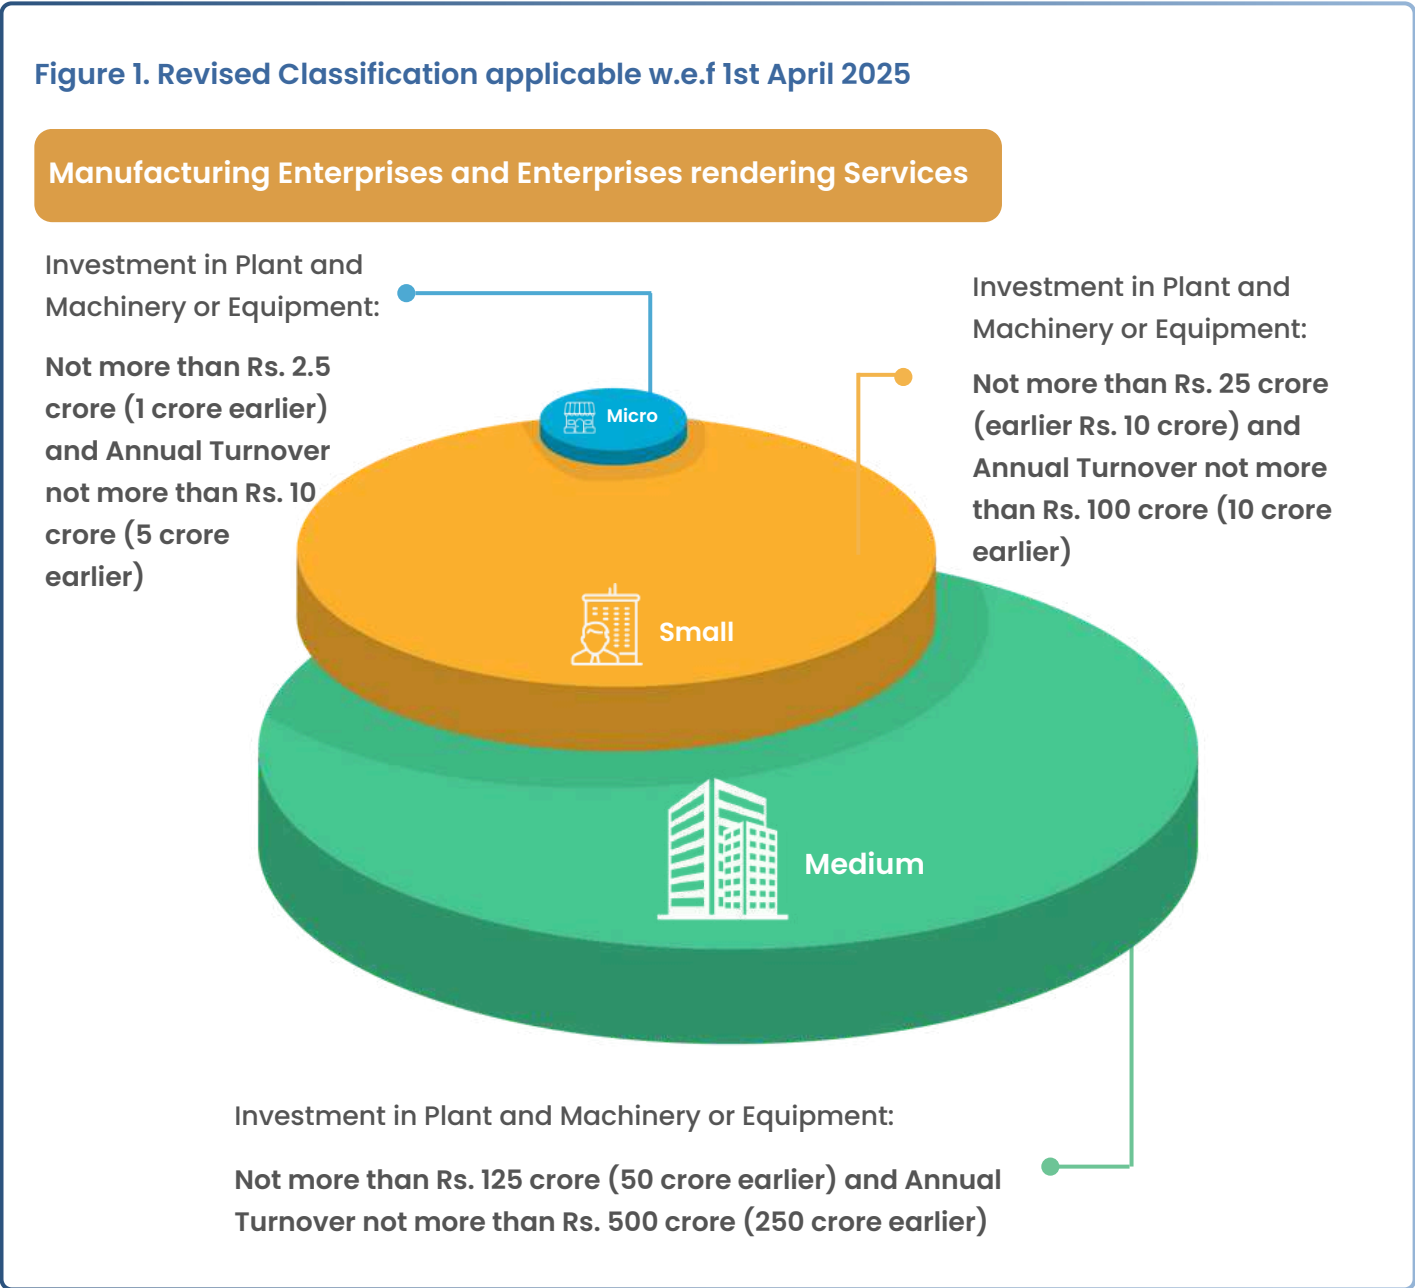 Figure 1. Revised Classification applicable w.e.f 1st April 2025
Manufacturing Enterprises and Enterprises rendering Services
Investment in Plant and
Machinery or Equipment:
Not more than Rs. 2.5
crore (1 crore earlier)
and Annual Turnover
not more than Rs. 10
crore (5 crore
earlier)
Investment in Plant and
Machinery or Equipment:
Not more than Rs. 25 crore
(earlier Rs. 10 crore) and
Annual Turnover not more
than Rs. 100 crore (10 crore
earlier)
Micro
Small
Medium
Investment in Plant and Machinery or Equipment:
Not more than Rs. 125 crore (50 crore earlier) and Annual
Turnover not more than Rs. 500 crore (250 crore earlier)